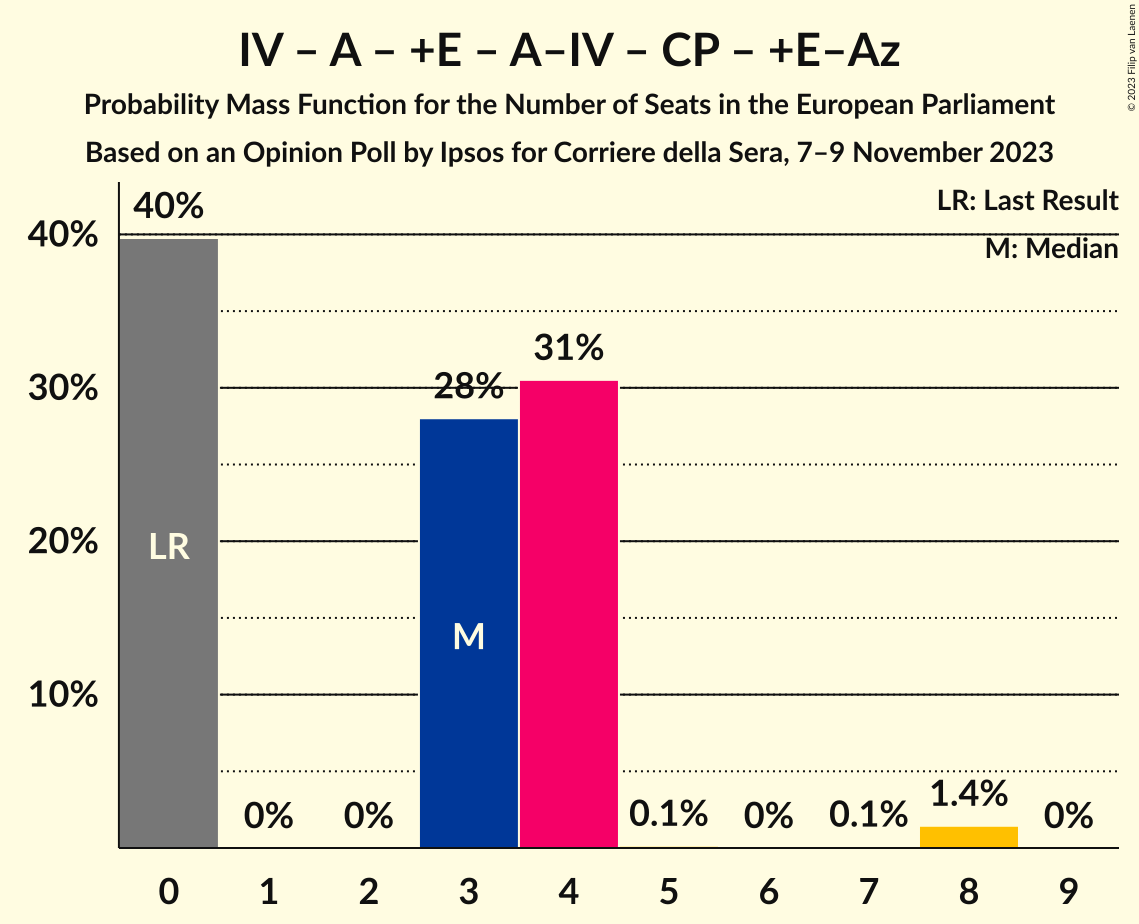 IV – A – +E – A–IV – CP – +E–Az
Probability Mass Function for the Number of Seats in the European Parliament
Based on an Opinion Poll by Ipsos for Corriere della Sera, 7–9 November 2023
© 2023 Filip van Laenen
LR: Last Result
M: Median
40%
30%
20%
10%
40%
0%
0%
28%
31%
0.1%
0%
0.1%
1.4%
0%
LR
M
0 1 2 3 4 5 6 7 8 9